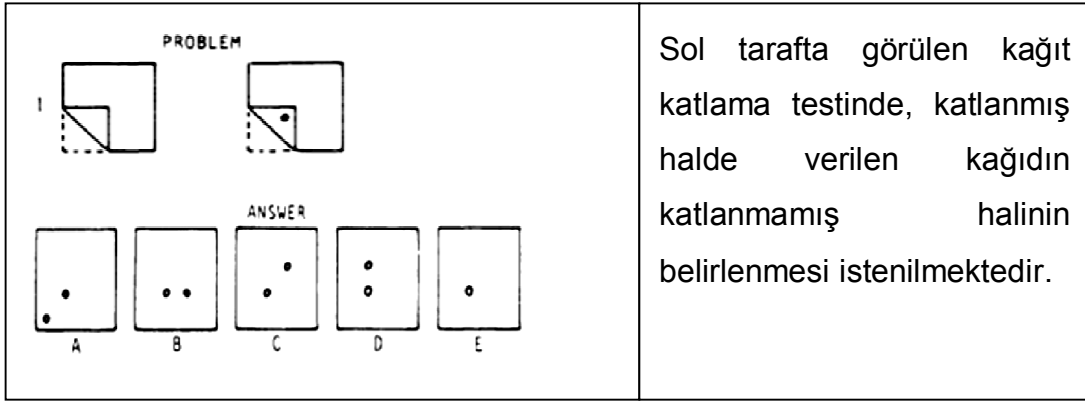 PROBLEM
1
ANSWER
A B C D E
Sol tarafta görülen kağıt
katlama testinde, katlanmış
halde verilen kağıdın
katlanmamış halinin
belirlenmesi istenilmektedir.